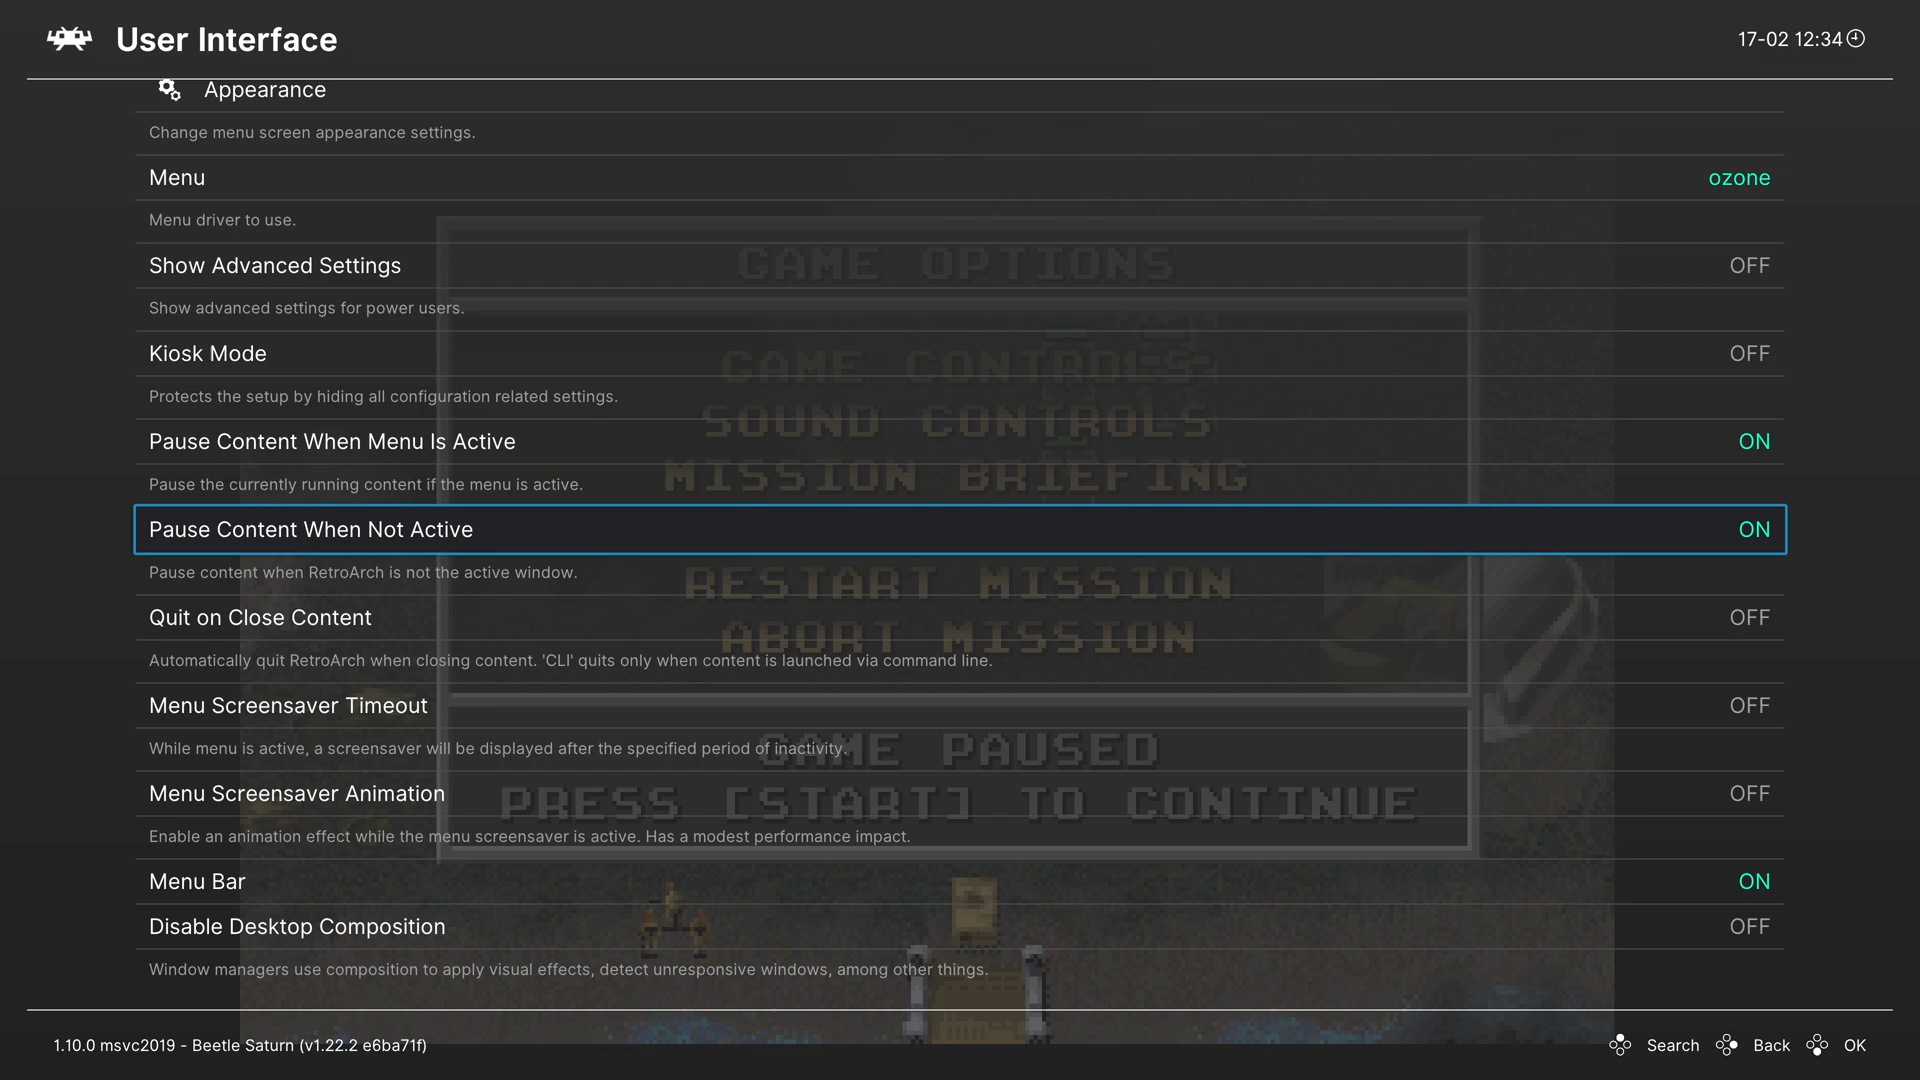 User Interface
17-02 12:34
Appearance
Change menu screen appearance settings.
Menu
ozone
Menu driver to use.
Show Advanced Settings
OFF
GAME OPTIONS
Show advanced settings for power users.
Kiosk Mode
OFF
GAME CONTROLS
Protects the setup by hiding all configuration related settings.
SOUND CONTROLS
Pause Content When Menu Is Active
ON
MISSION BRIEFING
Pause the currently running content if the menu is active.
Pause Content When Not Active
ON
Pause content when RetroArch is not the active window.
RESTART MISSION
Quit on Close Content
OFF
ABORT MISSION
Automatically quit RetroArch when closing content. 'CLI' quits only when content is launched via command line.
Menu Screensaver Timeout
OFF
While menu is active, a screensaver will be displayed after the specified period of inactivity.
GAME PAUSED
Menu Screensaver Animation
OFF
PRESS [START] TO CONTINUE
Enable an animation effect while the menu screensaver is active. Has a modest performance impact.
Menu Bar
ON
Disable Desktop Composition
OFF
Window managers use composition to apply visual effects, detect unresponsive windows, among other things.
1.10.0 msvc2019 - Beetle Saturn (v1.22.2 e6ba71f)
Search
Back
OK